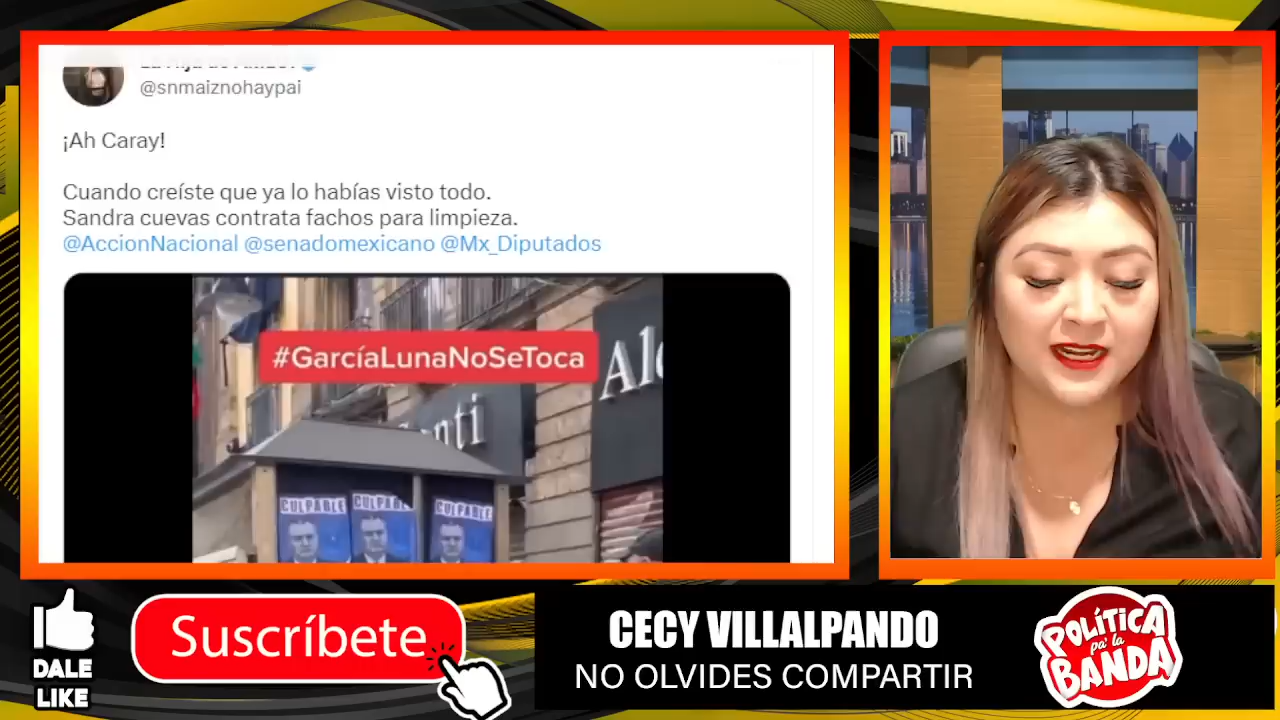 @snmaiznohaypai
¡Ah Caray!
Cuando creíste que ya lo habías visto todo.
Sandra cuevas contrata fachos para limpieza.
@AccionNacional @senadomexicano @Mx_Diputados
#GarcíaLunaNoSeToca
CULPABLE
CULPABLE
CULPABLE
DALE
LIKE
Suscríbete
CECY VILLALPANDO
NO OLVIDES COMPARTIR
POLÍTICA
pa' la
BANDA